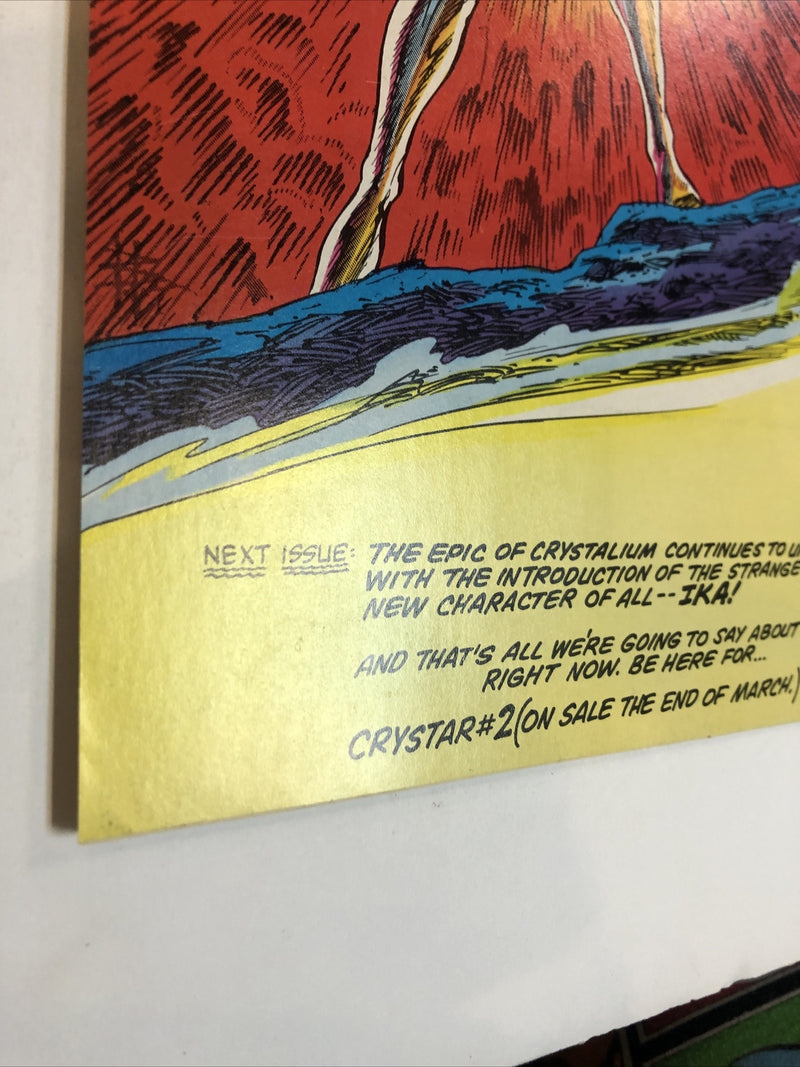 NEXT ISSUE: THE EPIC OF CRYSTALIUM CONTINUES TO
WITH THE INTRODUCTION OF THE STRANGE
NEW CHARACTER OF ALL--IKA!
AND THAT'S ALL WE'RE GOING TO SAY ABOUT
RIGHT NOW. BE HERE FOR...
CRYSTAR #2 (ON SALE THE END OF MARCH.)